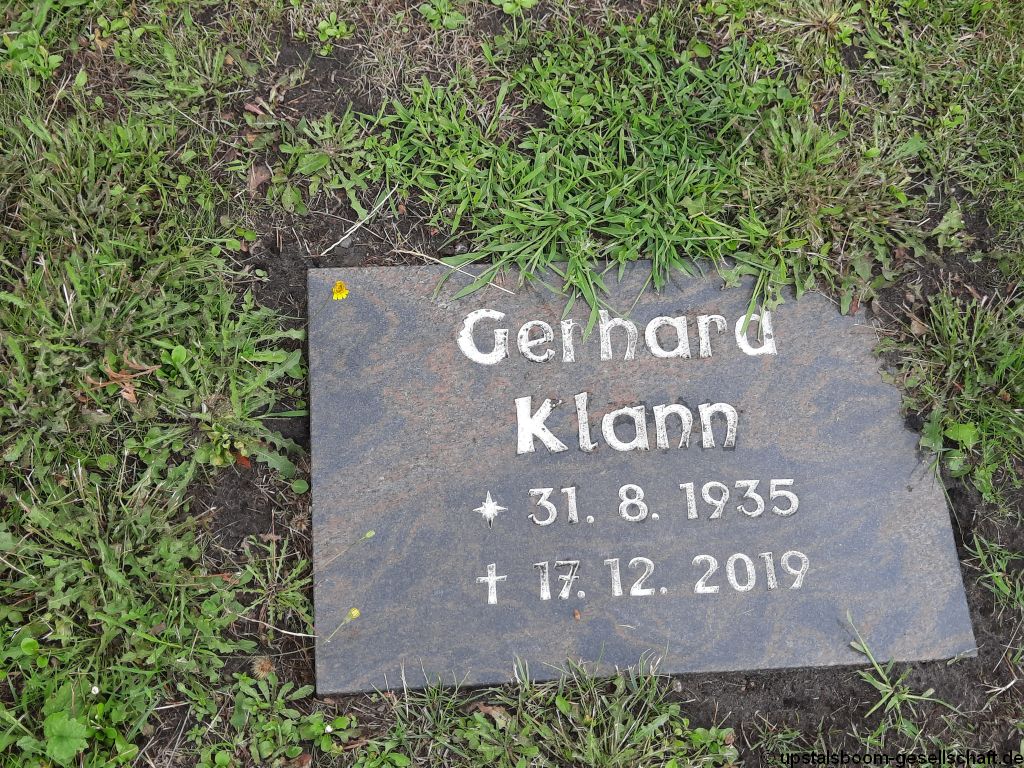 Gerhard
Klann
31. 8. 1935
† 17. 12. 2019
© upstalsboom-gesellschaft.de